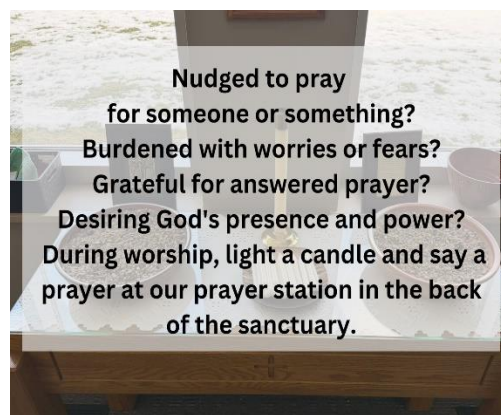 Nudged to pray
for someone or something?
Burdened with worries or fears?
Grateful for answered prayer?
Desiring God's presence and power?
During worship, light a candle and say a
prayer at our prayer station in the back
of the sanctuary.